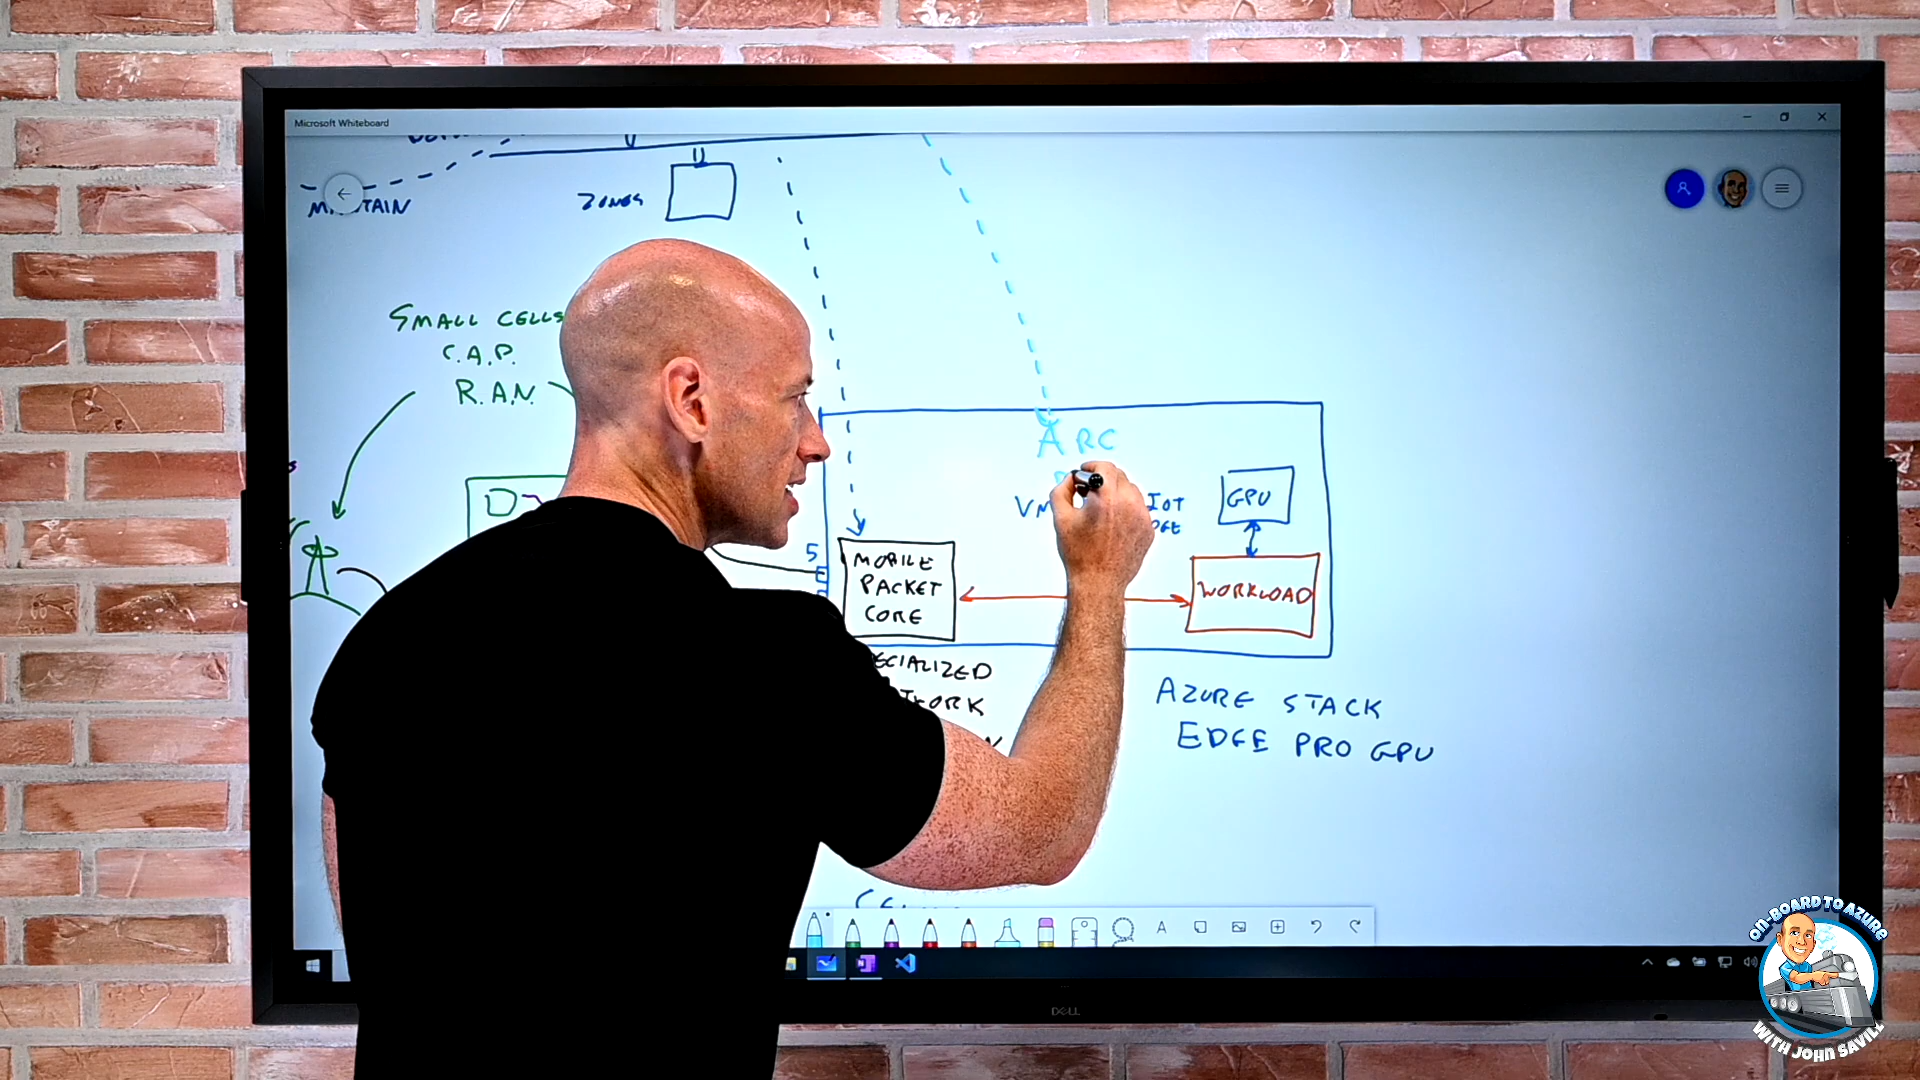 Microsoft Whiteboard
ZONES
SMALL CELLS
C.A.P.
R.A.N.
ARC
GPU
IOT
5
MOBILE
PACKET
CORE
WORKLOAD
AZURE STACK
EDGE PRO GPU
DELL
ON-BOARD TO AZURE
WITH JOHN SAVILL